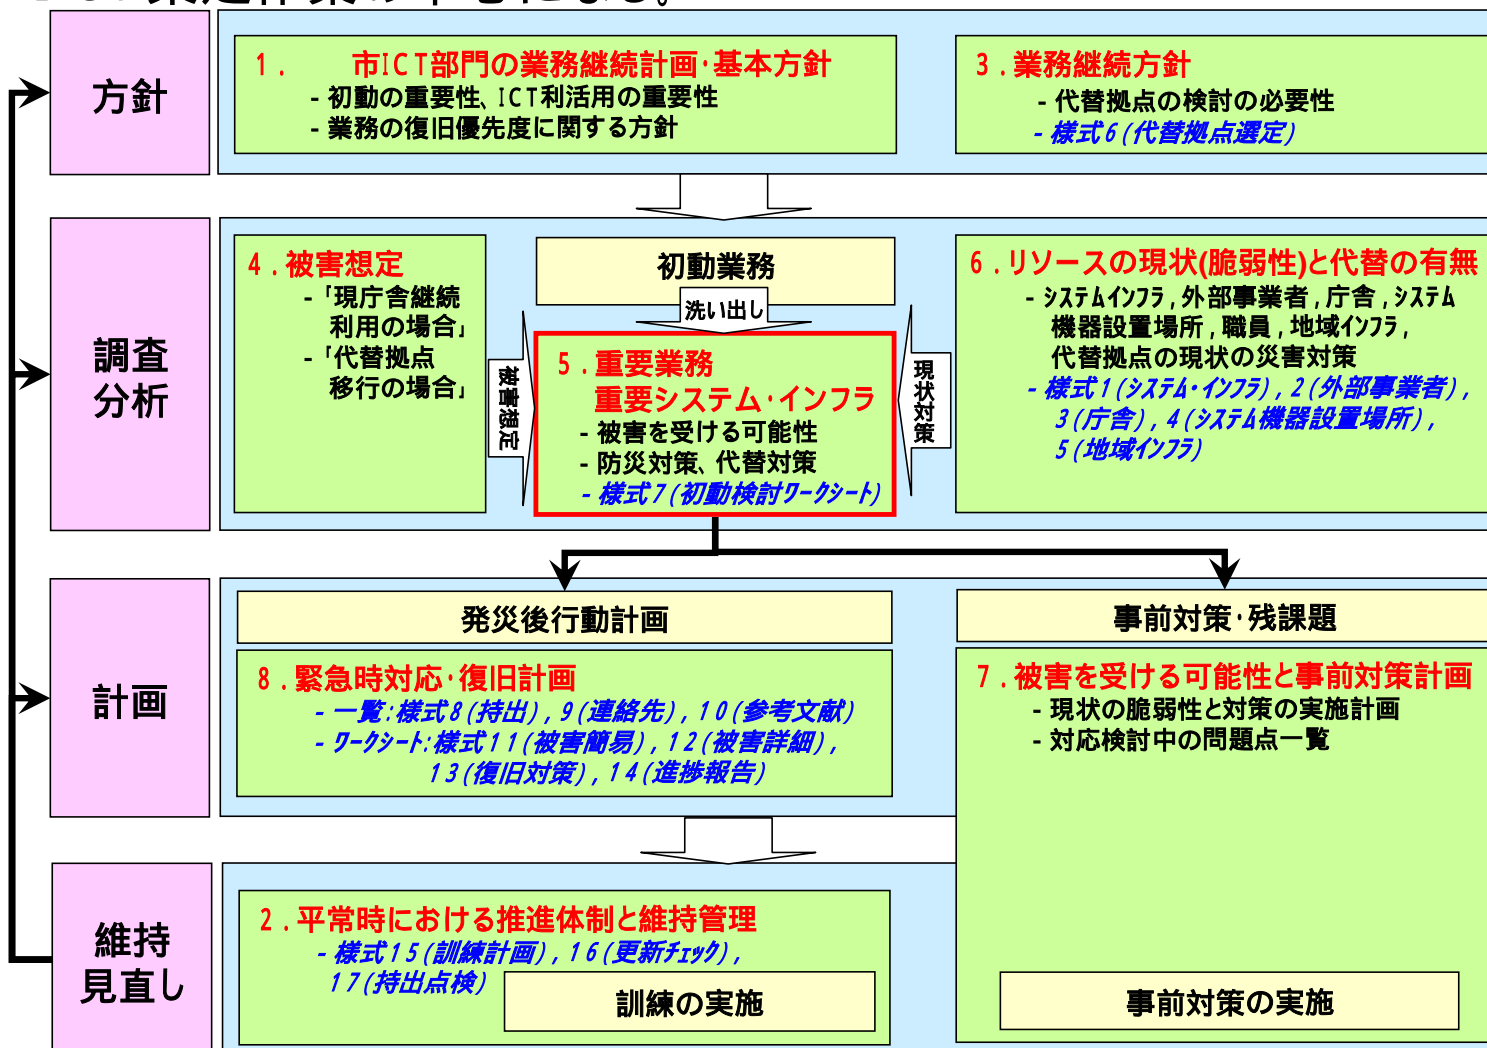 方針
1. 市ICT部門の業務継続計画・基本方針
- 初動の重要性、ICT利活用の重要性
- 業務の復旧優先度に関する方針
3.業務継続方針
- 代替拠点の検討の必要性
- 様式6(代替拠点選定)
調査
分析
4.被害想定
- 「現庁舎継続
利用の場合」
- 「代替拠点
移行の場合」
初動業務
洗い出し
被害想定
5.重要業務
重要システム・インフラ
- 被害を受ける可能性
- 防災対策、代替対策
- 様式7(初動検討ワークシート)
現状対策
6.リソースの現状(脆弱性)と代替の有無
- システムインフラ,外部事業者,庁舎,システム
機器設置場所,職員,地域インフラ,
代替拠点の現状の災害対策
- 様式1(システム・インフラ),2(外部事業者),
3(庁舎),4(システム機器設置場所),
5(地域インフラ)
計画
発災後行動計画
8.緊急時対応・復旧計画
- 一覧:様式8(持出),9(連絡先),10(参考文献)
- ワークシート:様式11(被害簡易),12(被害詳細),
13(復旧対策),14(進捗報告)
事前対策・残課題
7.被害を受ける可能性と事前対策計画
- 現状の脆弱性と対策の実施計画
- 対応検討中の問題点一覧
維持
見直し
2.平常時における推進体制と維持管理
- 様式15(訓練計画),16(更新チェック),
17(持出点検)
訓練の実施
事前対策の実施